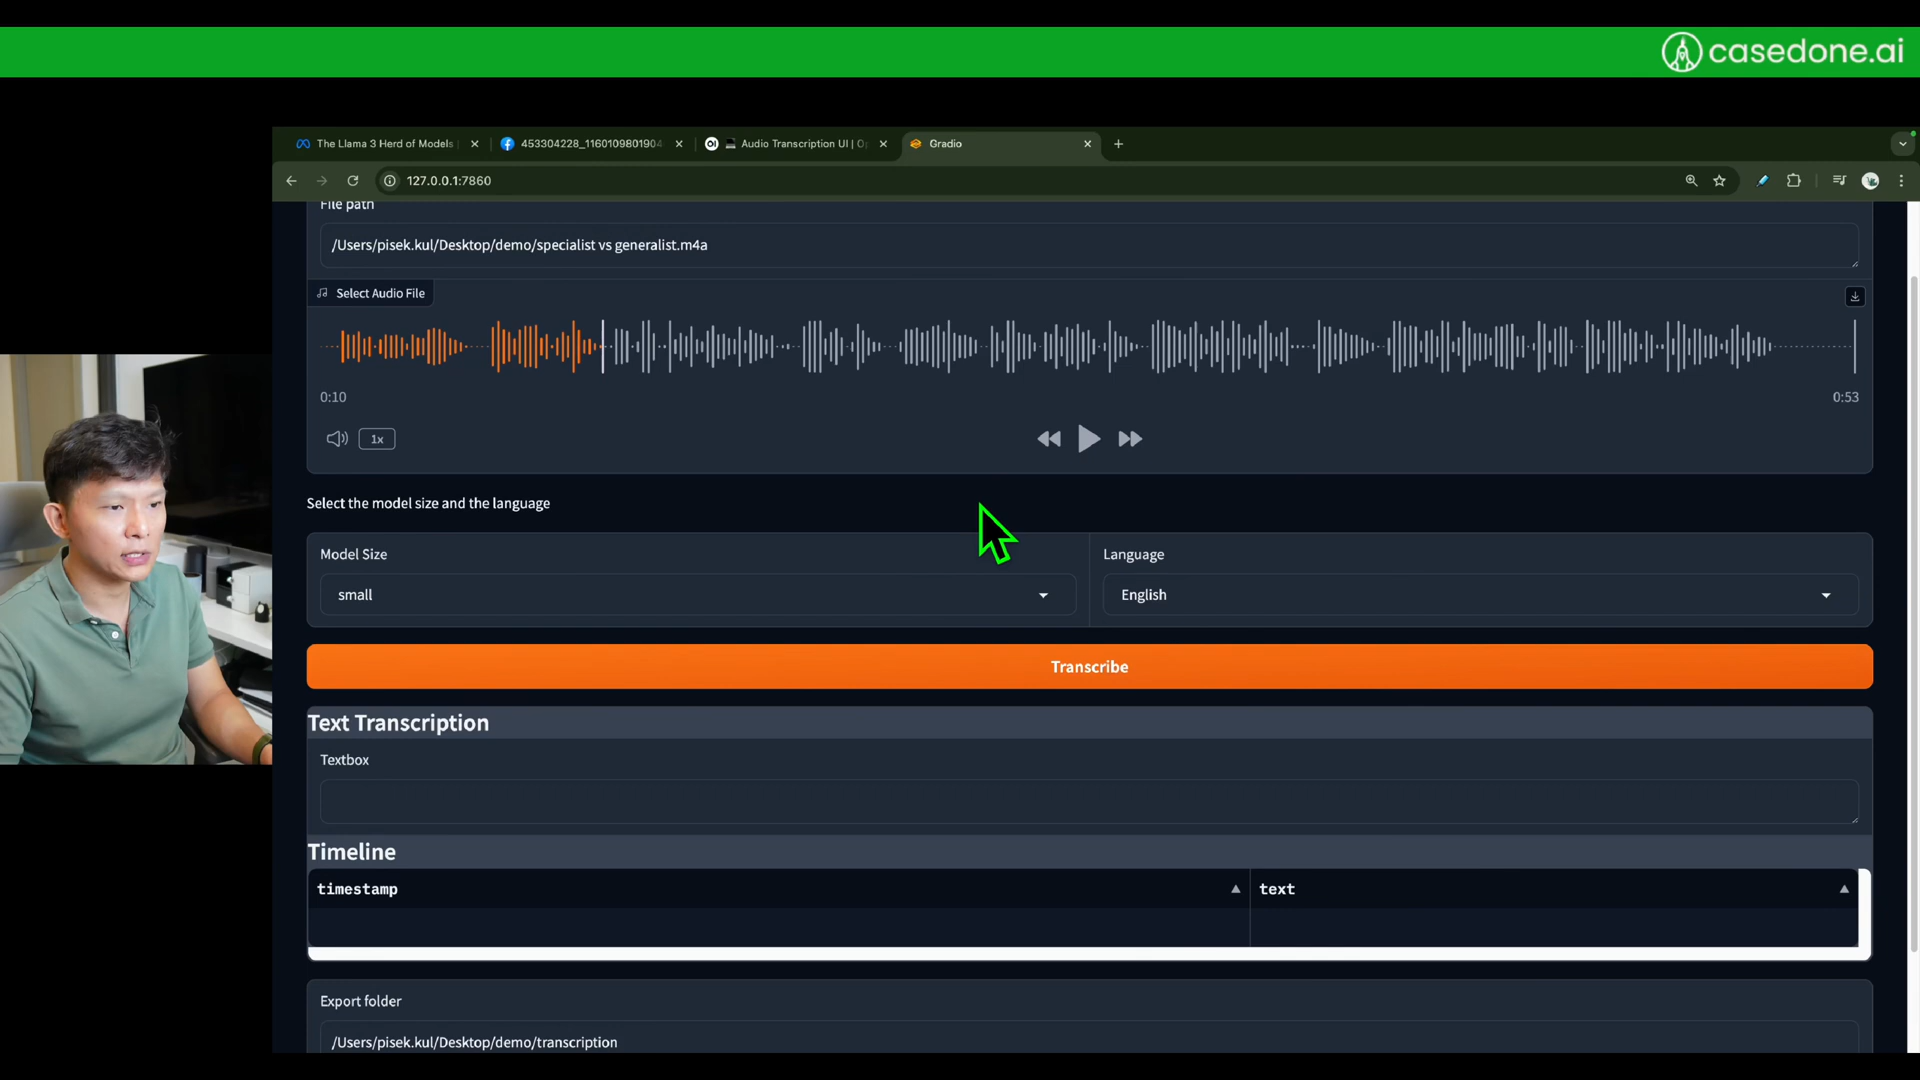 casedone.ai
The Llama 3 Herd of Models
453304228_1160109801904
Audio Transcription UI | O
Gradio
127.0.0.1:7860
File path
/Users/pisek.kul/Desktop/demo/specialist vs generalist.m4a
Select Audio File
0:10
0:53
1x
Select the model size and the language
Model Size
Language
small
English
Transcribe
Text Transcription
Textbox
Timeline
timestamp
text
Export folder
/Users/pisek.kul/Desktop/demo/transcription